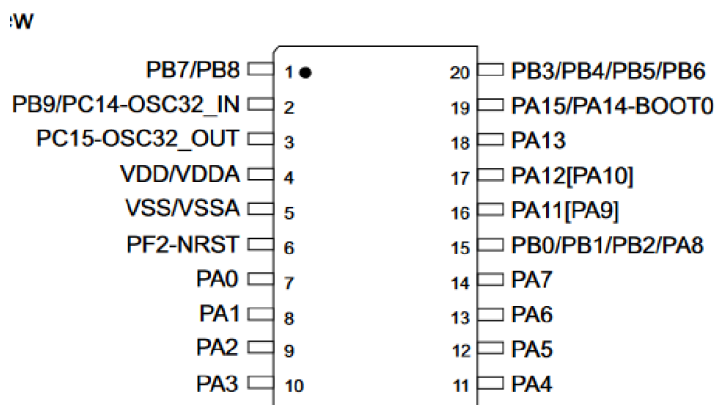 ew
PB7/PB8 1 20 PB3/PB4/PB5/PB6
PB9/PC14-OSC32_IN 2 19 PA15/PA14-BOOT0
PC15-OSC32_OUT 3 18 PA13
VDD/VDDA 4 17 PA12[PA10]
VSS/VSSA 5 16 PA11[PA9]
PF2-NRST 6 15 PB0/PB1/PB2/PA8
PA0 7 14 PA7
PA1 8 13 PA6
PA2 9 12 PA5
PA3 10 11 PA4